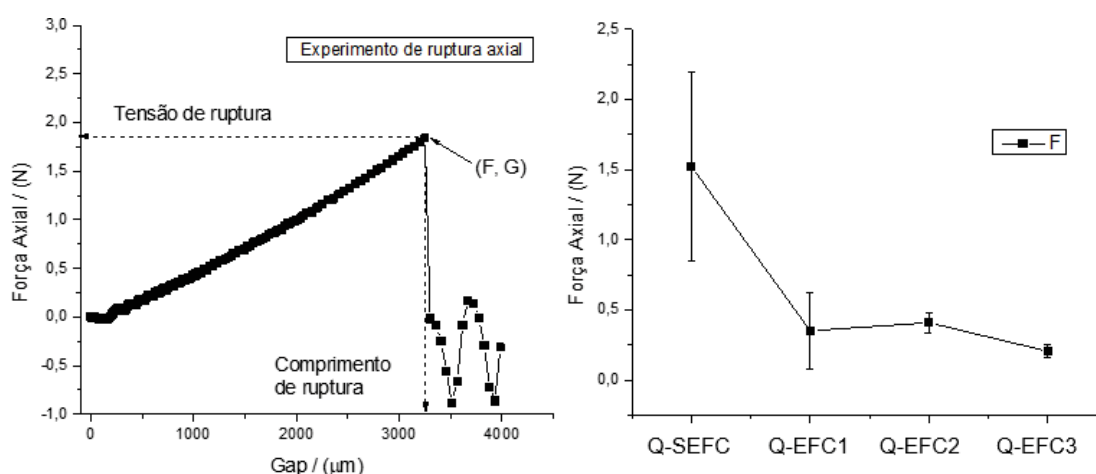 3,0
2,5
2,0
1,5
1,0
0,5
0,0
-0,5
-1,0
Força Axial / (N)
Experimento de ruptura axial
Tensão de ruptura
(F, G)
Comprimento
de ruptura
0
1000
2000
3000
4000
Gap / (µm)
2,5
2,0
1,5
1,0
0,5
0,0
Força Axial / (N)
F
Q-SEFC
Q-EFC1
Q-EFC2
Q-EFC3